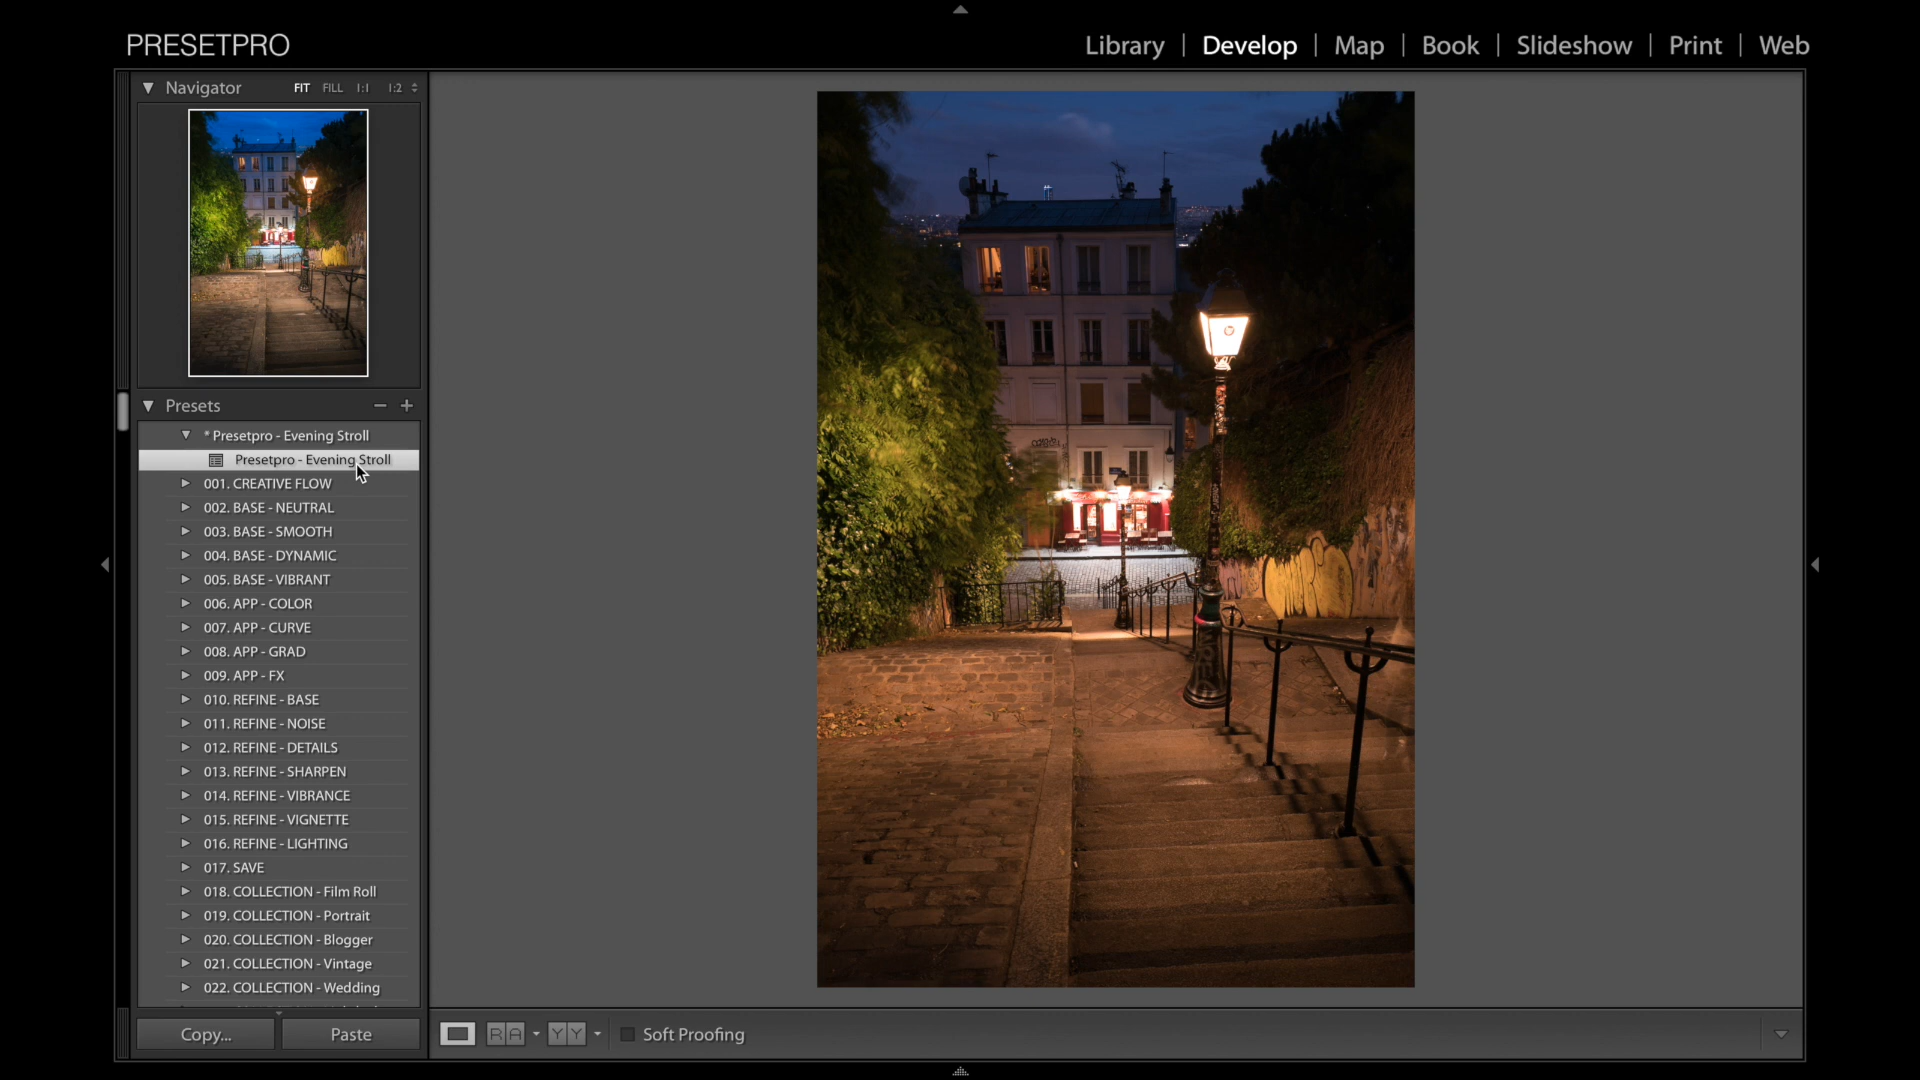 PRESETPRO
Library | Develop | Map | Book | Slideshow | Print | Web
Navigator FIT FILL 1:1 1:2
Presets
* Presetpro - Evening Stroll
Presetpro - Evening Stroll
001. CREATIVE FLOW
002. BASE - NEUTRAL
003. BASE - SMOOTH
004. BASE - DYNAMIC
005. BASE - VIBRANT
006. APP - COLOR
007. APP - CURVE
008. APP - GRAD
009. APP - FX
010. REFINE - BASE
011. REFINE - NOISE
012. REFINE - DETAILS
013. REFINE - SHARPEN
014. REFINE - VIBRANCE
015. REFINE - VIGNETTE
016. REFINE - LIGHTING
017. SAVE
018. COLLECTION - Film Roll
019. COLLECTION - Portrait
020. COLLECTION - Blogger
021. COLLECTION - Vintage
022. COLLECTION - Wedding
Copy... Paste
R A Y Y Soft Proofing